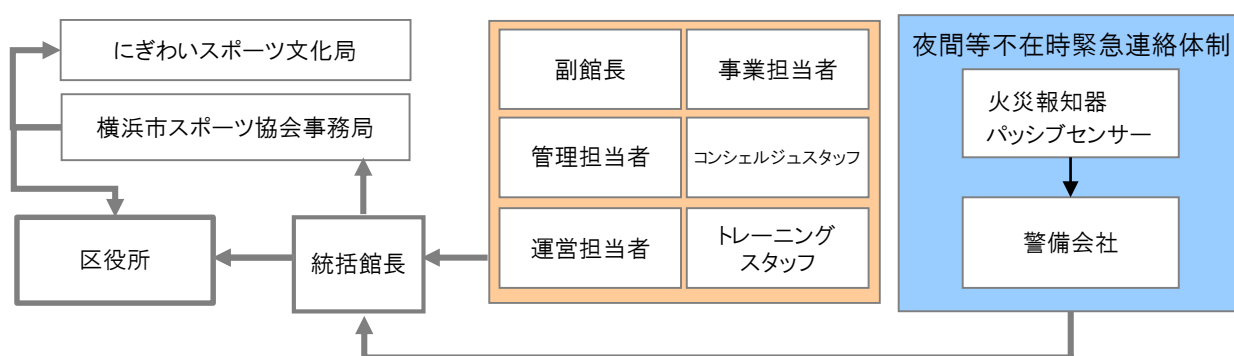 にぎわいスポーツ文化局
横浜市スポーツ協会事務局
区役所
統括館長
副館長
事業担当者
管理担当者
コンシェルジュスタッフ
運営担当者
トレーニング
スタッフ
夜間等不在時緊急連絡体制
火災報知器
パッシブセンサー
警備会社